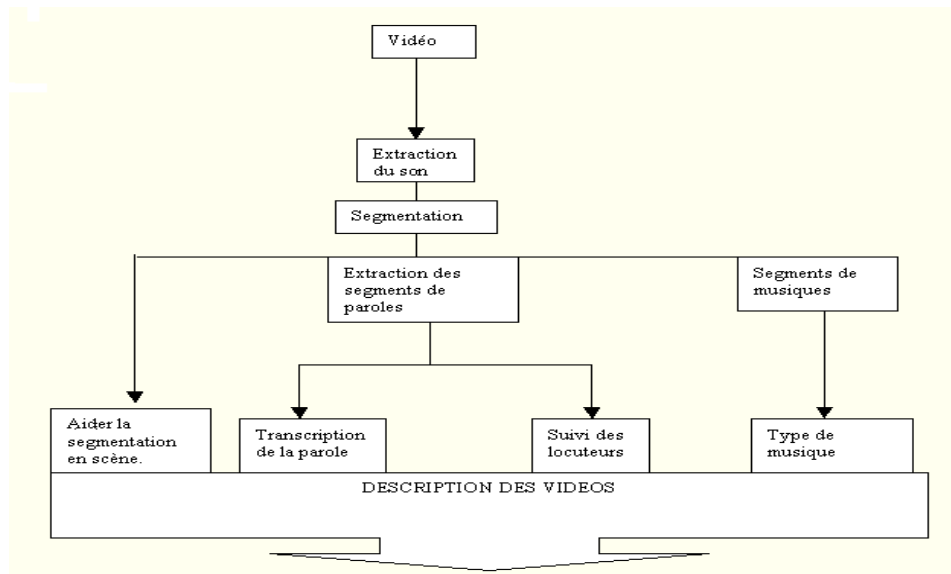 Vidéo
Extraction
du son
Segmentation
Extraction des
segments de
paroles
Segments de
musiques
Aider la
segmentation
en scène.
Transcription
de la parole
Suivi des
locuteurs
Type de
musique
DESCRIPTION DES VIDEOS